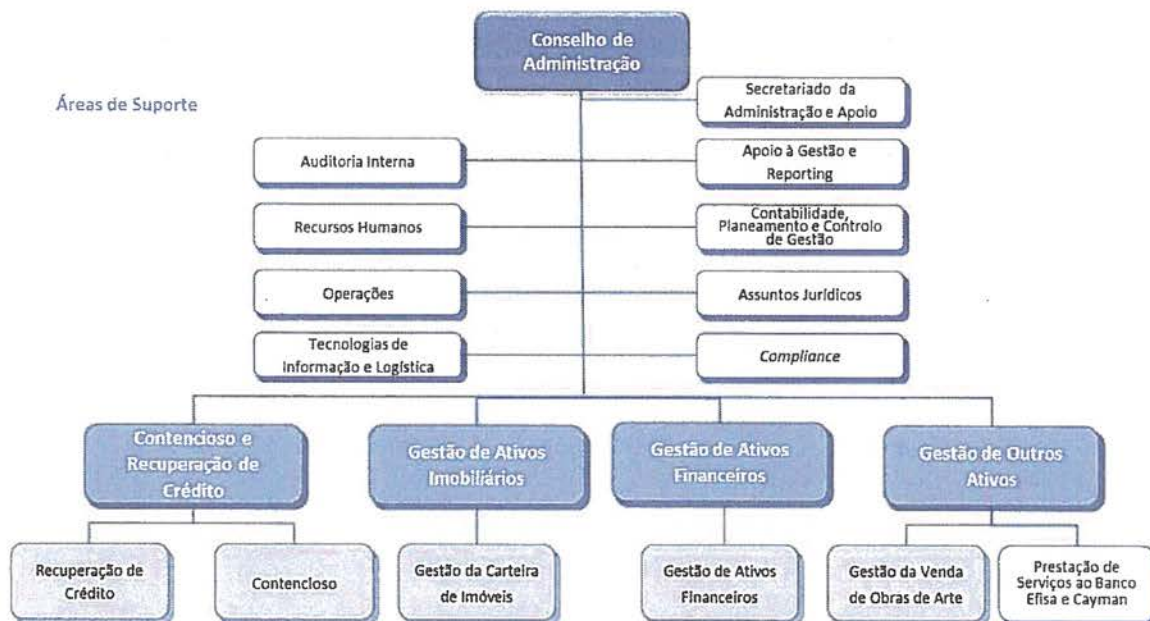 Conselho de
Administração
Áreas de Suporte
Secretariado da
Administração e Apoio
Auditoria Interna
Apoio à Gestão e
Reporting
Recursos Humanos
Contabilidade,
Planeamento e Controlo
de Gestão
Operações
Assuntos Jurídicos
Tecnologias de
Informação e Logística
Compliance
Contencioso e
Recuperação de
Crédito
Gestão de Ativos
Imobiliários
Gestão de Ativos
Financeiros
Gestão de Outros
Ativos
Recuperação de
Crédito
Contencioso
Gestão da Carteira
de Imóveis
Gestão de Ativos
Financeiros
Gestão da Venda
de Obras de Arte
Prestação de
Serviços ao Banco
Efisa e Cayman